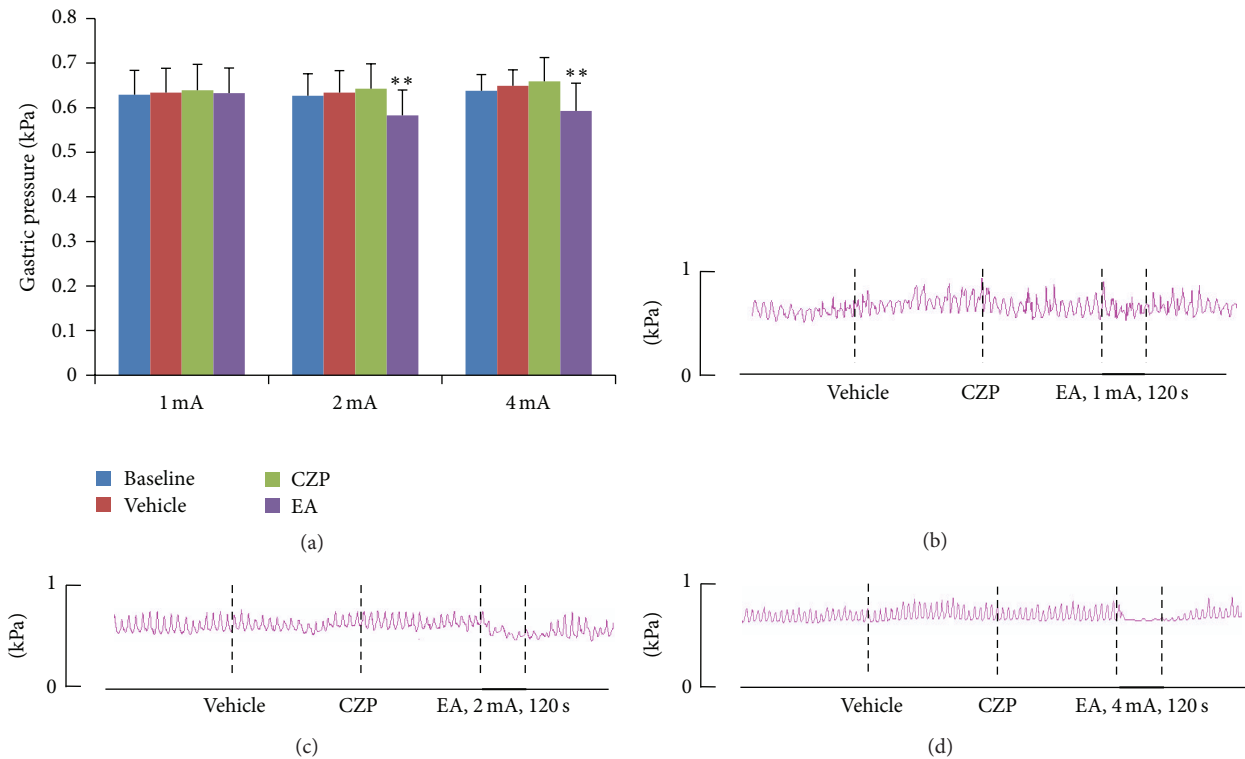 0.8
0.7
0.6
0.5
0.4
0.3
0.2
0.1
0
Gastric pressure (kPa)
** **
1 mA 2 mA 4 mA
Baseline CZP
Vehicle EA
(a)
1
(kPa)
0
Vehicle CZP EA, 1 mA, 120 s
(b)
1
(kPa)
0
Vehicle CZP EA, 2 mA, 120 s
(c)
1
(kPa)
0
Vehicle CZP EA, 4 mA, 120 s
(d)